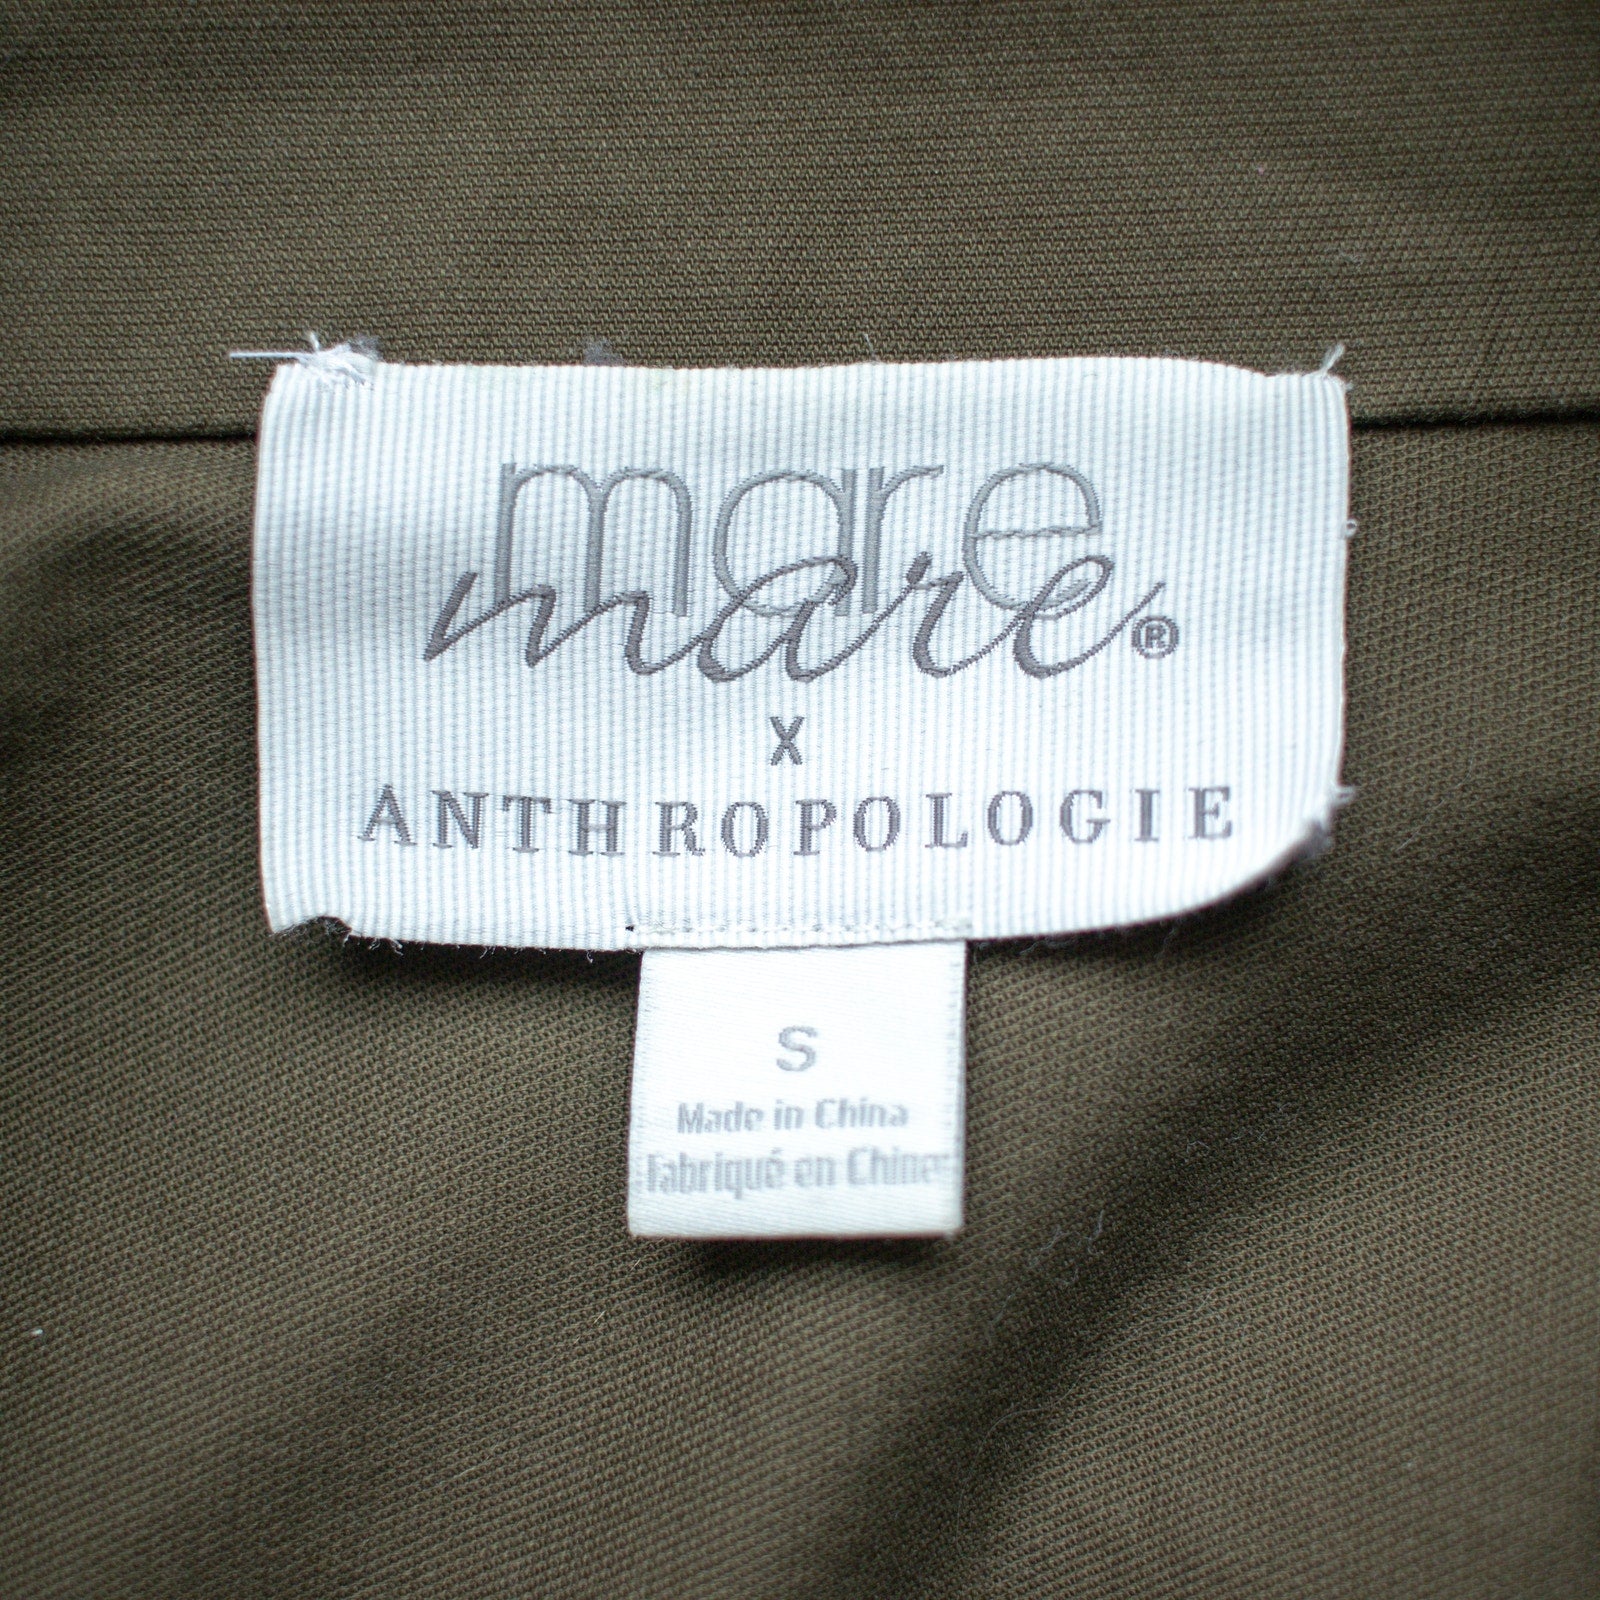 mare
mare®
X
ANTHROPOLOGIE
S
Made in China
Fabriqué en Chine